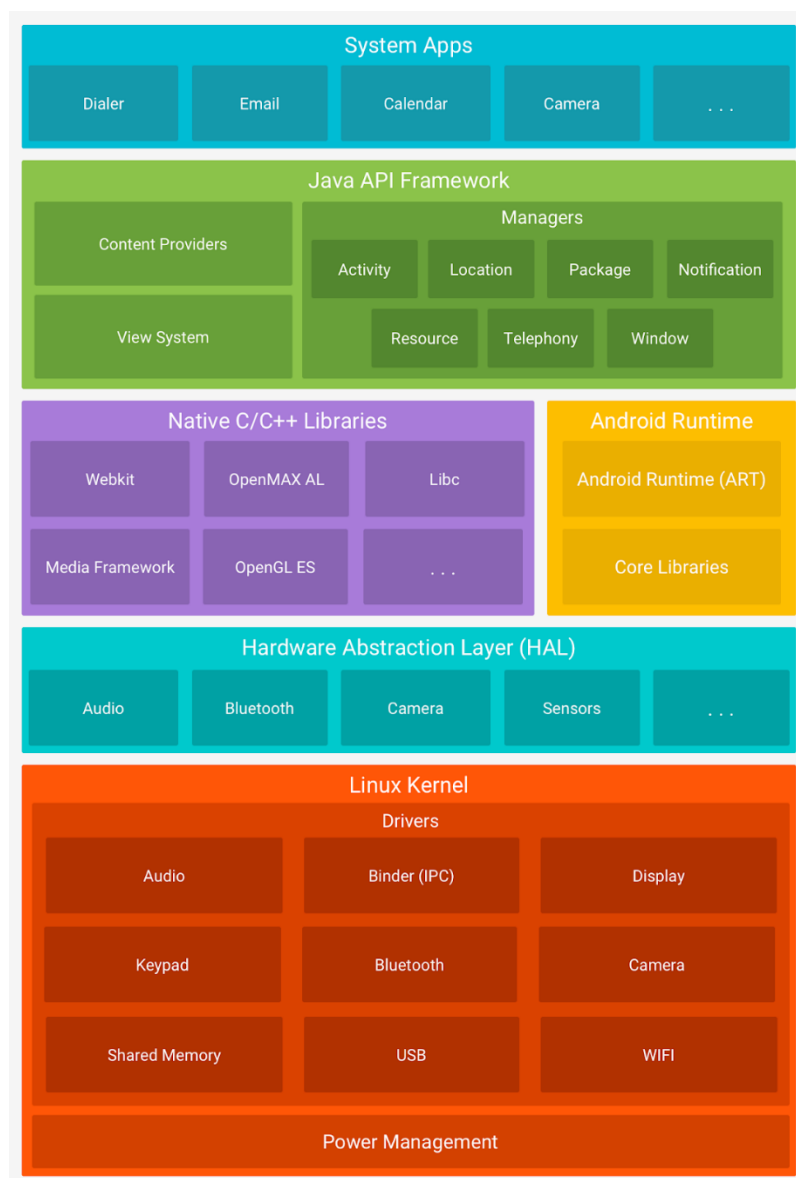 System Apps
Dialer
Email
Calendar
Camera
. . .
Java API Framework
Content Providers
View System
Managers
Activity
Location
Package
Notification
Resource
Telephony
Window
Native C/C++ Libraries
Webkit
OpenMAX AL
Libc
Media Framework
OpenGL ES
. . .
Android Runtime
Android Runtime (ART)
Core Libraries
Hardware Abstraction Layer (HAL)
Audio
Bluetooth
Camera
Sensors
. . .
Linux Kernel
Drivers
Audio
Binder (IPC)
Display
Keypad
Bluetooth
Camera
Shared Memory
USB
WIFI
Power Management